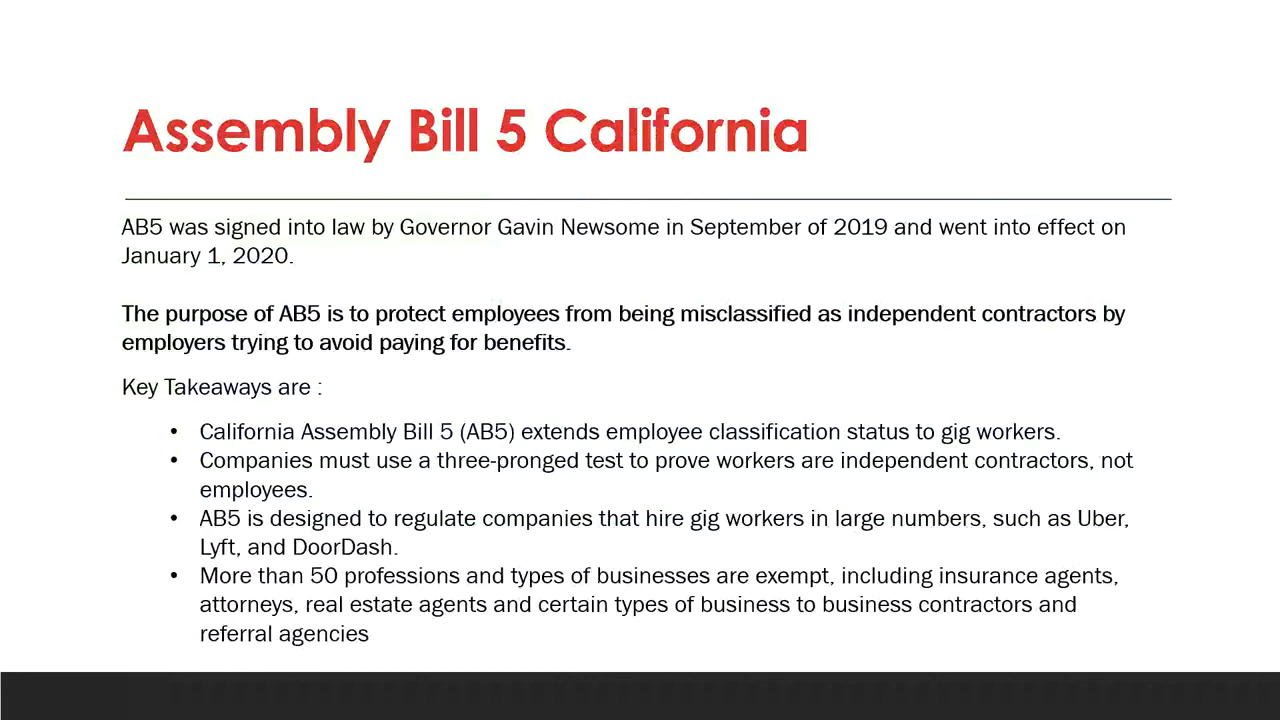 Assembly Bill 5 California
AB5 was signed into law by Governor Gavin Newsome in September of 2019 and went into effect on
January 1, 2020.
The purpose of AB5 is to protect employees from being misclassified as independent contractors by
employers trying to avoid paying for benefits.
Key Takeaways are :
• California Assembly Bill 5 (AB5) extends employee classification status to gig workers.
• Companies must use a three-pronged test to prove workers are independent contractors, not
employees.
• AB5 is designed to regulate companies that hire gig workers in large numbers, such as Uber,
Lyft, and DoorDash.
• More than 50 professions and types of businesses are exempt, including insurance agents,
attorneys, real estate agents and certain types of business to business contractors and
referral agencies